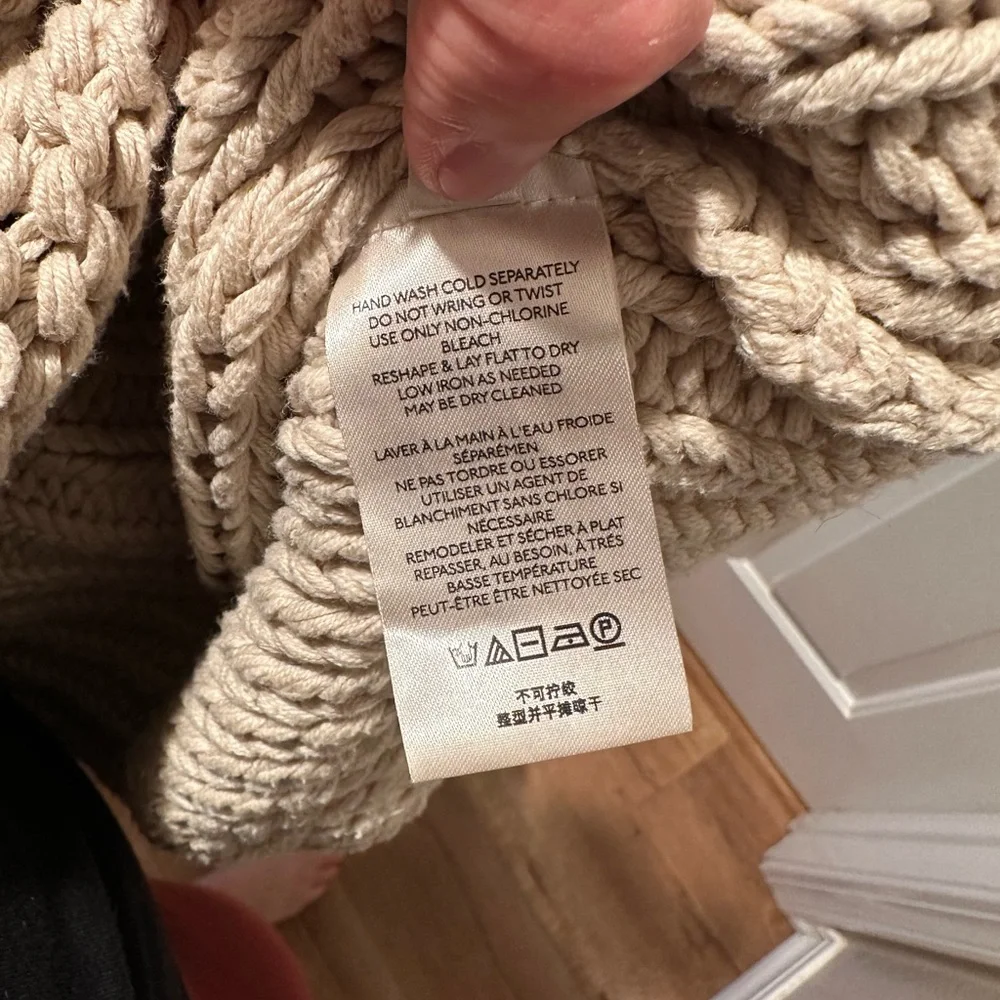 HAND WASH COLD SEPARATELY
DO NOT WRING OR TWIST
USE ONLY NON-CHLORINE
BLEACH
RESHAPE & LAY FLAT TO DRY
LOW IRON AS NEEDED
MAY BE DRY CLEANED
LAVER À LA MAIN À L'EAU FROIDE
SÉPARÉMEN
NE PAS TORDRE OU ESSORER
UTILISER UN AGENT DE
BLANCHIMENT SANS CHLORE SI
NÉCESSAIRE
REMODELER ET SÉCHER À PLAT
REPASSER, AU BESOIN, À TRÉS
BASSE TEMPÉRATURE
PEUT-ÊTRE ÊTRE NETTOYÉE SEC
P
不可拧绞
整型并平摊晾干